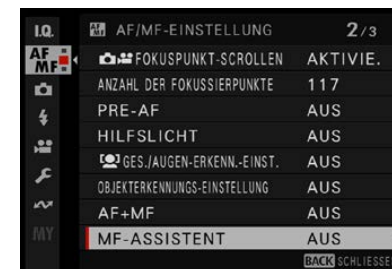 I.Q. AF/MF-EINSTELLUNG 2/3
AF MF FOKUSPUNKT-SCROLLEN AKTIVIE.
ANZAHL DER FOKUSSIERPUNKTE 117
PRE-AF AUS
HILFSLICHT AUS
GES./AUGEN-ERKENN.-EINST. AUS
OBJEKTERKENNUNGS-EINSTELLUNG AUS
AF+MF AUS
MY MF-ASSISTENT AUS
BACK SCHLIESSE